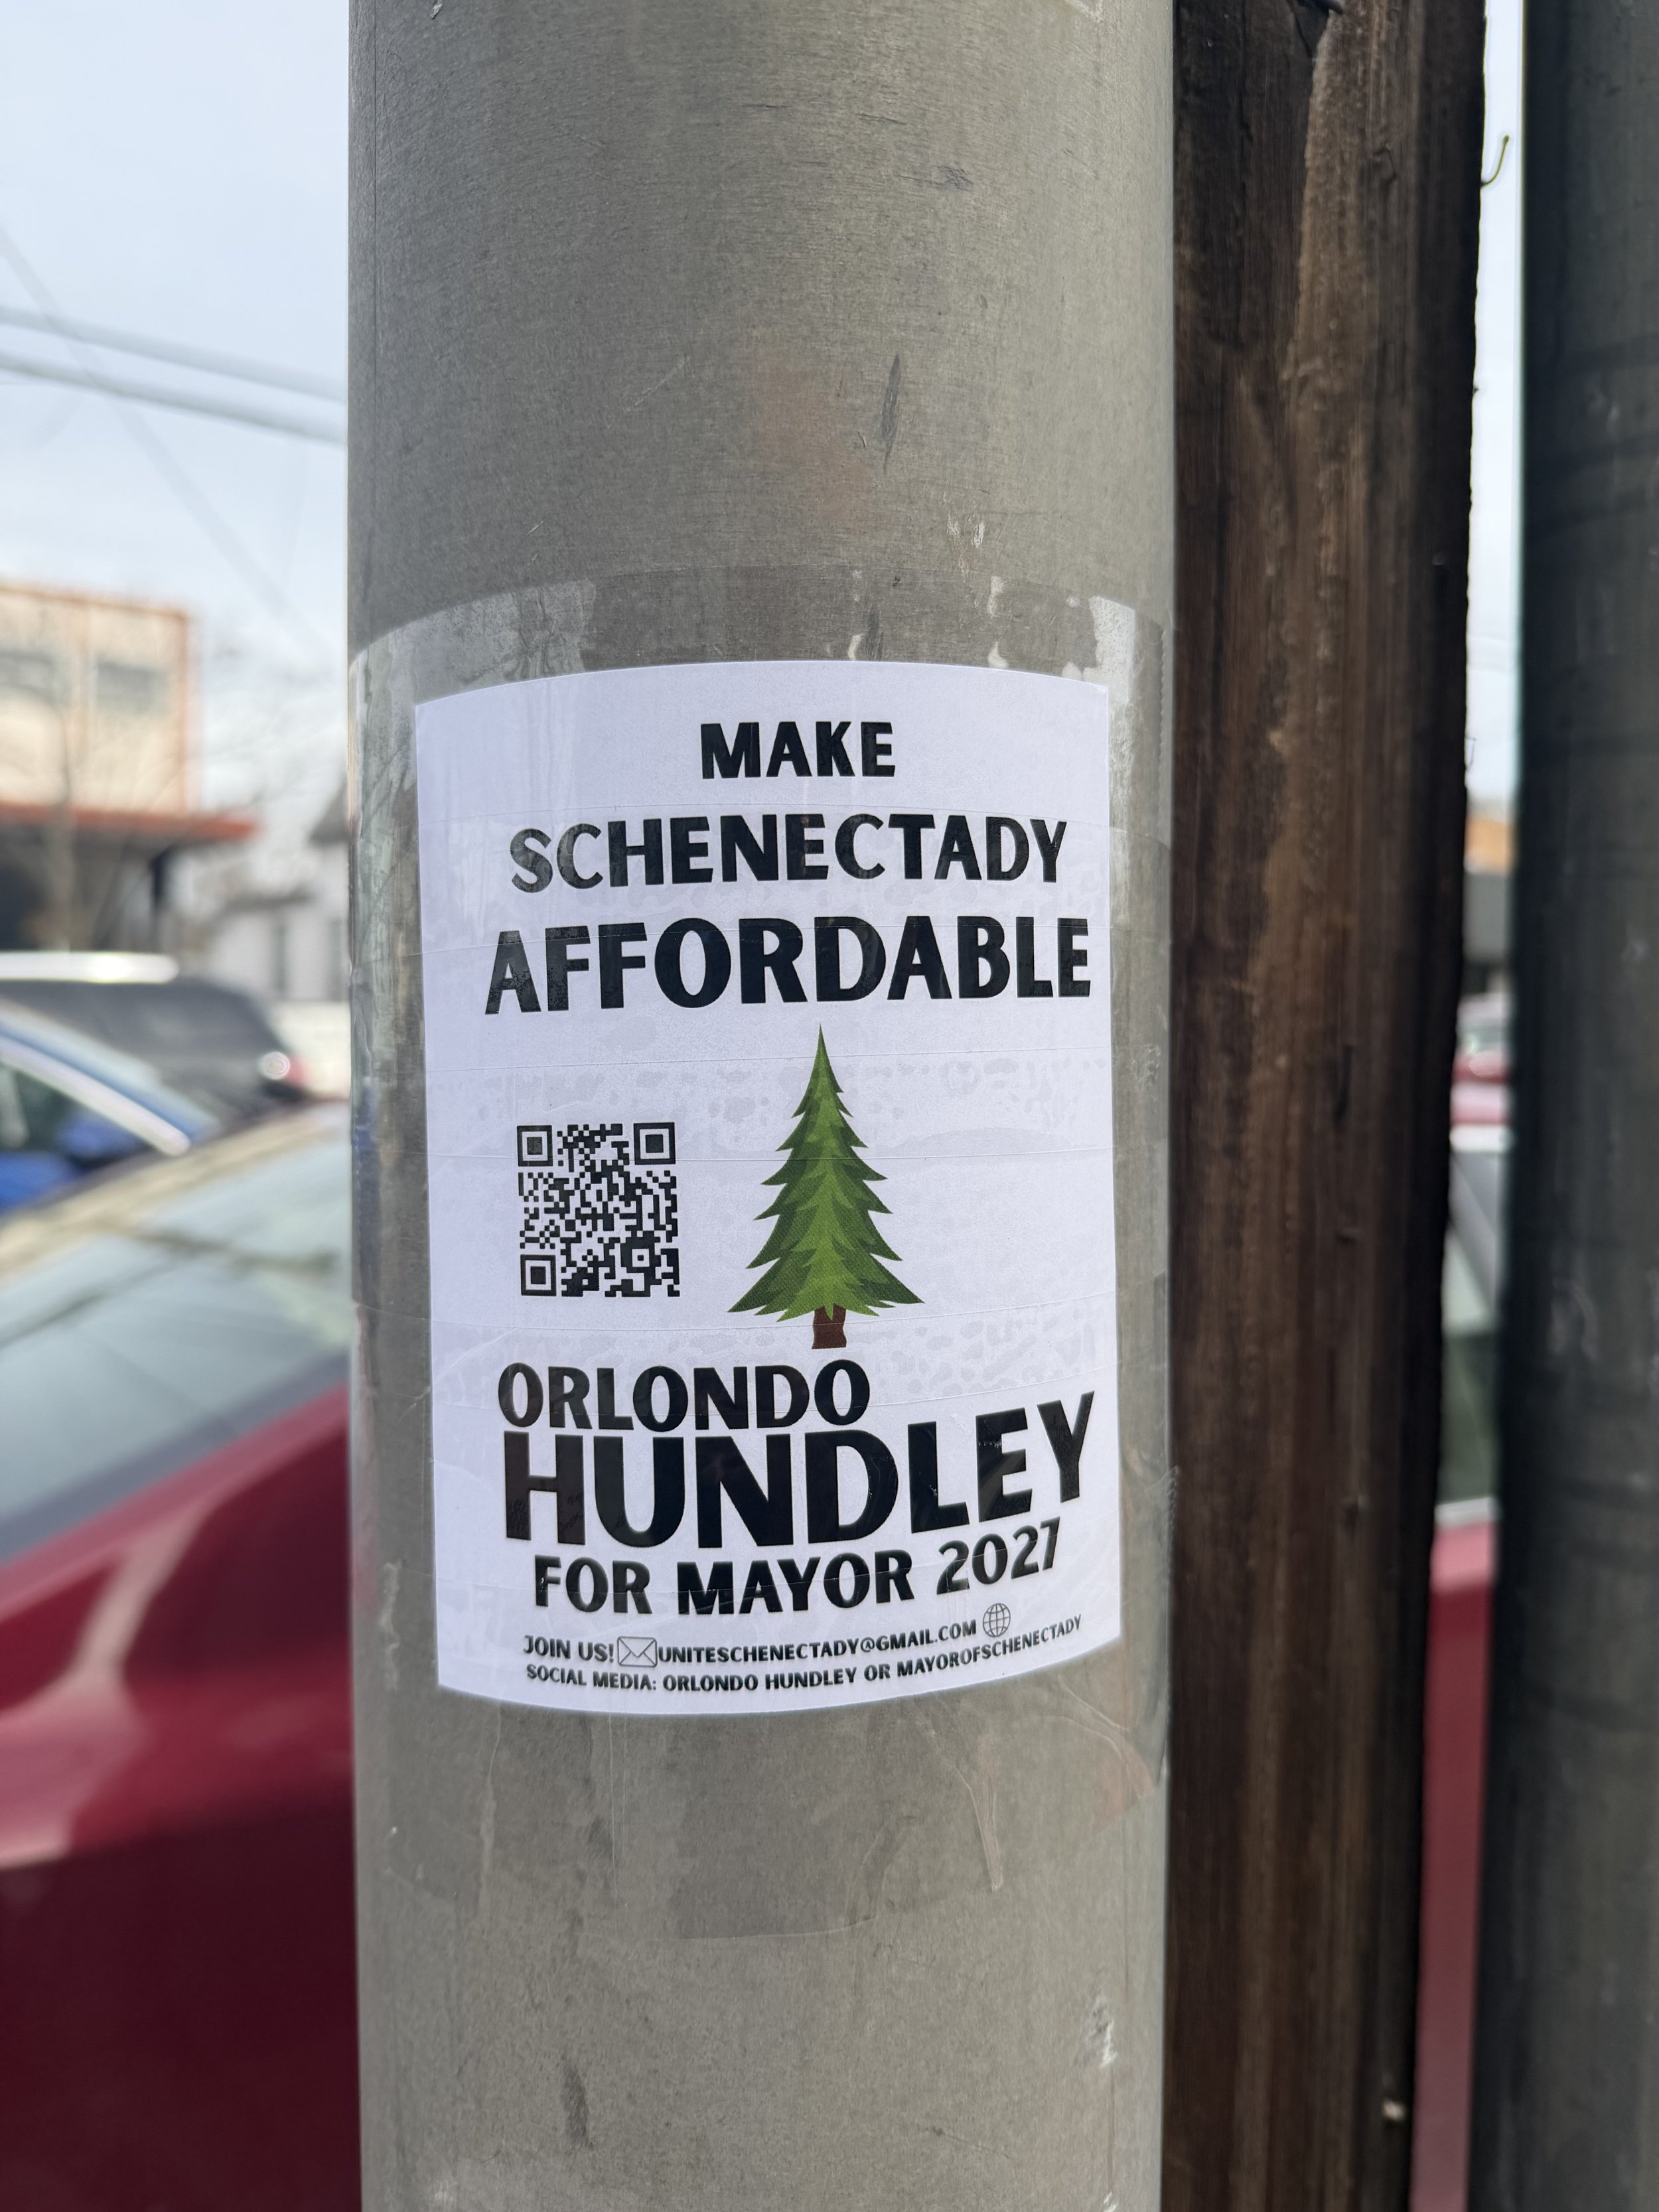 MAKE
SCHENECTADY
AFFORDABLE
ORLONDO
HUNDLEY
FOR MAYOR 2027
JOIN US! UNITESCHENECTADY@GMAIL.COM
SOCIAL MEDIA: ORLONDO HUNDLEY OR MAYOROFSCHENECTADY